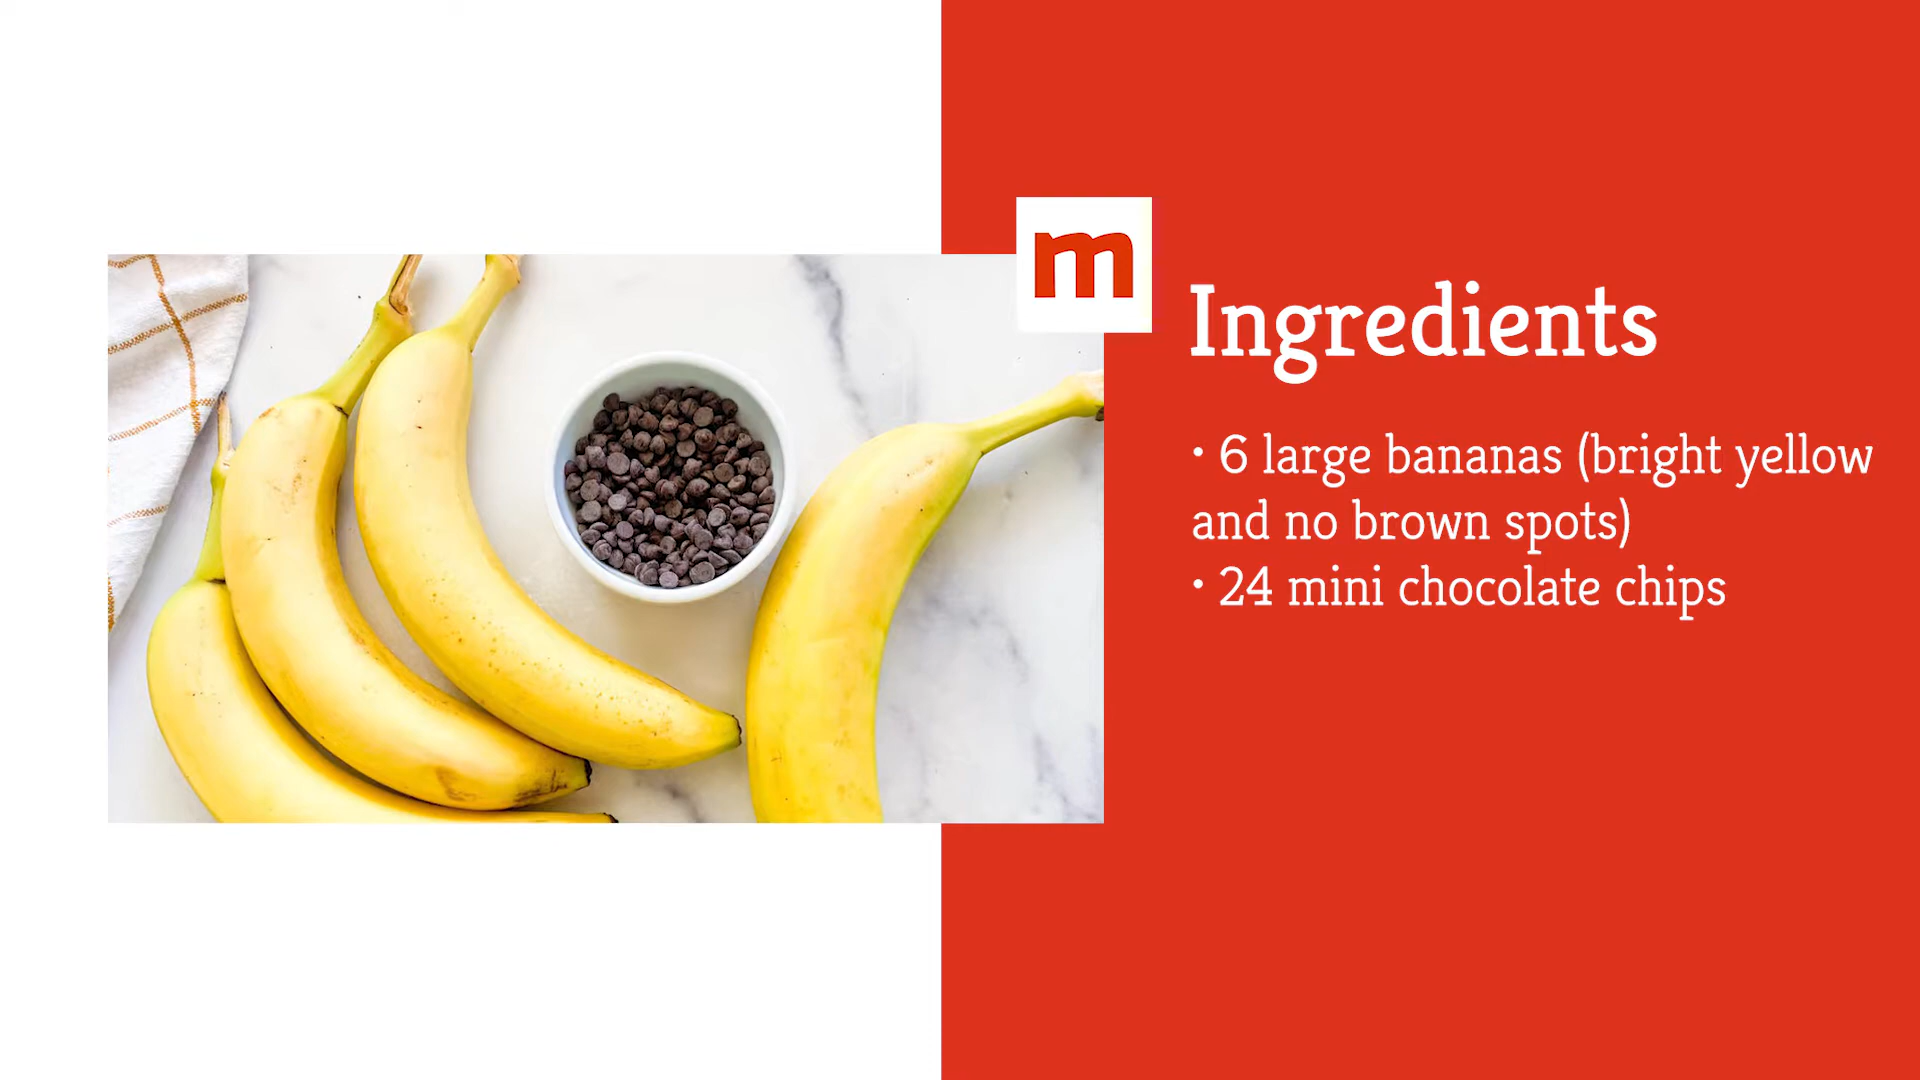 m
Ingredients
• 6 large bananas (bright yellow
and no brown spots)
• 24 mini chocolate chips